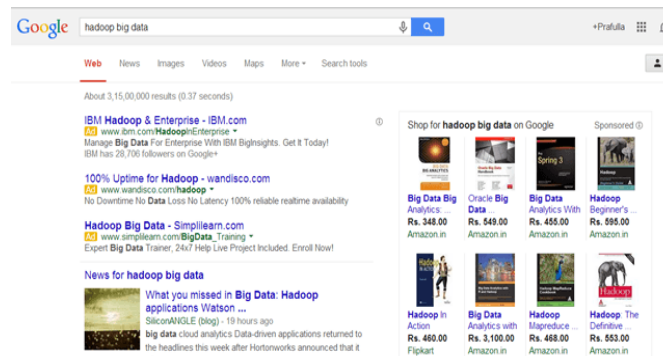 Google
hadoop big data
+Prafulla
Web News Images Videos Maps More Search tools
About 3,15,00,000 results (0.37 seconds)
IBM Hadoop & Enterprise - IBM.com
Ad www.ibm.com/HadoopInEnterprise
Manage Big Data For Enterprise With IBM BigInsights. Get It Today!
IBM has 28,706 followers on Google+
100% Uptime for Hadoop - wandisco.com
Ad www.wandisco.com/hadoop
No Downtime No Data Loss No Latency 100% reliable realtime availability
Hadoop Big Data - Simplilearn.com
Ad www.simplilearn.com/BigData_Training
Expert Big Data Trainer, 24x7 Help Live Project Included. Enroll Now!
News for hadoop big data
What you missed in Big Data: Hadoop
applications Watson ...
SiliconANGLE (blog) - 19 hours ago
big data cloud analytics Data-driven applications returned to
the headlines this week after Hortonworks announced that it
Shop for hadoop big data on Google Sponsored
Big Data Big
Analytics: ...
Rs. 348.00
Amazon.in
Oracle Big
Data ...
Rs. 549.00
Amazon.in
Spring 3
Big Data
Analytics With
Rs. 455.00
Amazon.in
Hadoop
Beginner's ...
Rs. 595.00
Amazon.in
Hadoop In
Action
Rs. 460.00
Flipkart
Big Data
Analytics with
Rs. 3,100.00
Amazon.in
Hadoop
Mapreduce ...
Rs. 468.00
Amazon.in
Hadoop: The
Definitive ...
Rs. 553.00
Amazon.in